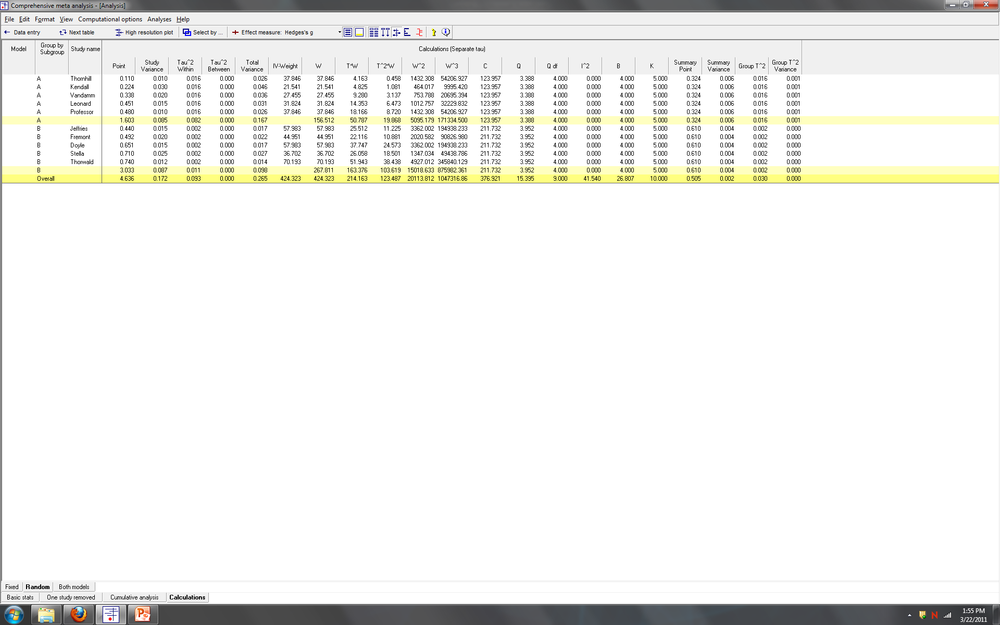 Comprehensive meta analysis - [Analysis]
File Edit Format View Computational options Analyses Help
Data entry Next table High resolution plot Select by ... Effect measure: Hedges's g
Model Group by Subgroup Study name Calculations (Separate tau)
Point Study Variance Tau^2 Within Tau^2 Between Total Variance IV-Weight W T*W T^2*W W^2 W^3 C Q Q df I^2 B K Summary Point Summary Variance Group T^2 Group T^2 Variance
A Thornhill 0.110 0.010 0.016 0.000 0.026 37.846 37.846 4.163 0.458 1432.308 54206.927 123.957 3.388 4.000 0.000 4.000 5.000 0.324 0.006 0.016 0.001
A Kendall 0.224 0.030 0.016 0.000 0.046 21.541 21.541 4.825 1.081 464.017 9995.420 123.957 3.388 4.000 0.000 4.000 5.000 0.324 0.006 0.016 0.001
A Vandamm 0.338 0.020 0.016 0.000 0.036 27.455 27.455 9.280 3.137 753.788 20695.394 123.957 3.388 4.000 0.000 4.000 5.000 0.324 0.006 0.016 0.001
A Leonard 0.451 0.015 0.016 0.000 0.031 31.824 31.824 14.353 6.473 1012.757 32229.832 123.957 3.388 4.000 0.000 4.000 5.000 0.324 0.006 0.016 0.001
A Professor 0.480 0.010 0.016 0.000 0.026 37.846 37.846 18.166 8.720 1432.308 54206.927 123.957 3.388 4.000 0.000 4.000 5.000 0.324 0.006 0.016 0.001
A 1.603 0.085 0.082 0.000 0.167 156.512 50.787 19.868 5095.179 171334.500 123.957 3.388 4.000 0.000 4.000 5.000 0.324 0.006 0.016 0.001
B Jeffries 0.440 0.015 0.002 0.000 0.017 57.983 57.983 25.512 11.225 3362.002 194938.233 211.732 3.952 4.000 0.000 4.000 5.000 0.610 0.004 0.002 0.000
B Fremont 0.492 0.020 0.002 0.000 0.022 44.951 44.951 22.116 10.881 2020.582 90826.980 211.732 3.952 4.000 0.000 4.000 5.000 0.610 0.004 0.002 0.000
B Doyle 0.651 0.015 0.002 0.000 0.017 57.983 57.983 37.747 24.573 3362.002 194938.233 211.732 3.952 4.000 0.000 4.000 5.000 0.610 0.004 0.002 0.000
B Stella 0.710 0.025 0.002 0.000 0.027 36.702 36.702 26.058 18.501 1347.034 49438.786 211.732 3.952 4.000 0.000 4.000 5.000 0.610 0.004 0.002 0.000
B Thorwald 0.740 0.012 0.002 0.000 0.014 70.193 70.193 51.943 38.438 4927.012 345840.129 211.732 3.952 4.000 0.000 4.000 5.000 0.610 0.004 0.002 0.000
B 3.033 0.087 0.011 0.000 0.098 267.811 163.376 103.619 15018.633 875982.361 211.732 3.952 4.000 0.000 4.000 5.000 0.610 0.004 0.002 0.000
Overall 4.636 0.172 0.093 0.000 0.265 424.323 424.323 214.163 123.487 20113.812 1047316.86 376.921 15.395 9.000 41.540 26.807 10.000 0.505 0.002 0.030 0.000
Fixed Random Both models
Basic stats One study removed Cumulative analysis Calculations
1:55 PM
3/22/2011